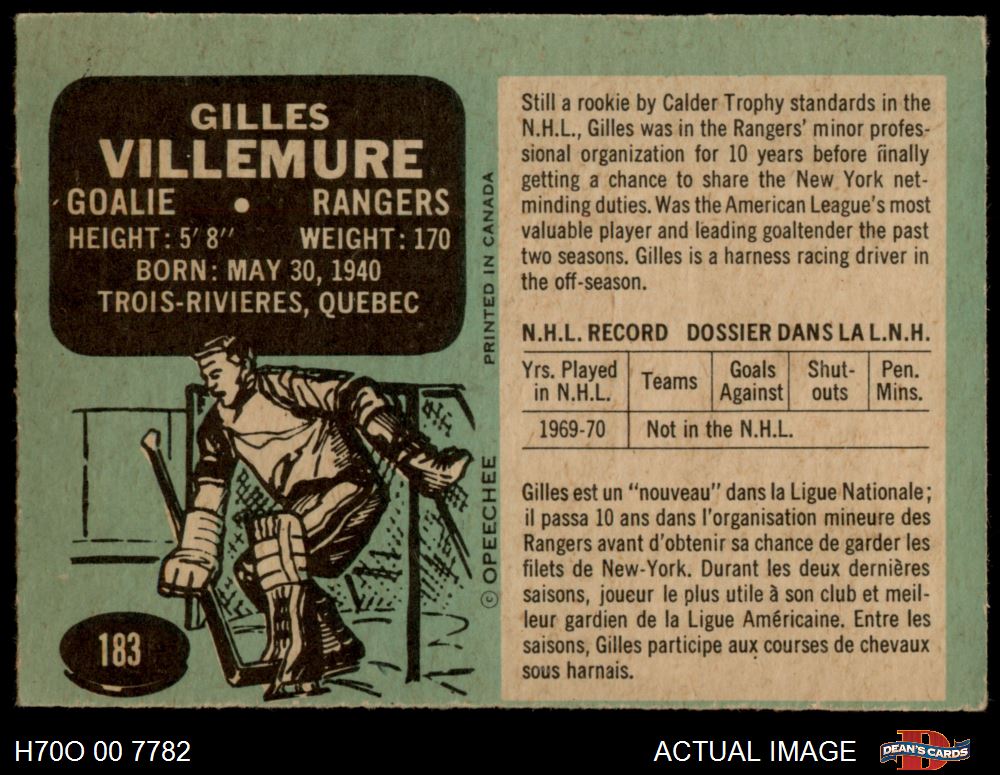 GILLES
VILLEMURE
GOALIE • RANGERS
HEIGHT: 5' 8" WEIGHT: 170
BORN: MAY 30, 1940
TROIS-RIVIERES, QUEBEC
183
PRINTED IN CANADA
© OPEECHEE
Still a rookie by Calder Trophy standards in the
N.H.L., Gilles was in the Rangers' minor profes-
sional organization for 10 years before finally
getting a chance to share the New York net-
minding duties. Was the American League's most
valuable player and leading goaltender the past
two seasons. Gilles is a harness racing driver in
the off-season.
N.H.L. RECORD DOSSIER DANS LA L.N.H.
Yrs. Played in N.H.L. Teams Goals Against Shut-outs Pen. Mins.
1969-70 Not in the N.H.L.
Gilles est un "nouveau" dans la Ligue Nationale;
il passa 10 ans dans l'organisation mineure des
Rangers avant d'obtenir sa chance de garder les
filets de New-York. Durant les deux dernières
saisons, joueur le plus utile à son club et meil-
leur gardien de la Ligue Américaine. Entre les
saisons, Gilles participe aux courses de chevaux
sous harnais.
H70O 00 7782
ACTUAL IMAGE
DEAN'S CARDS